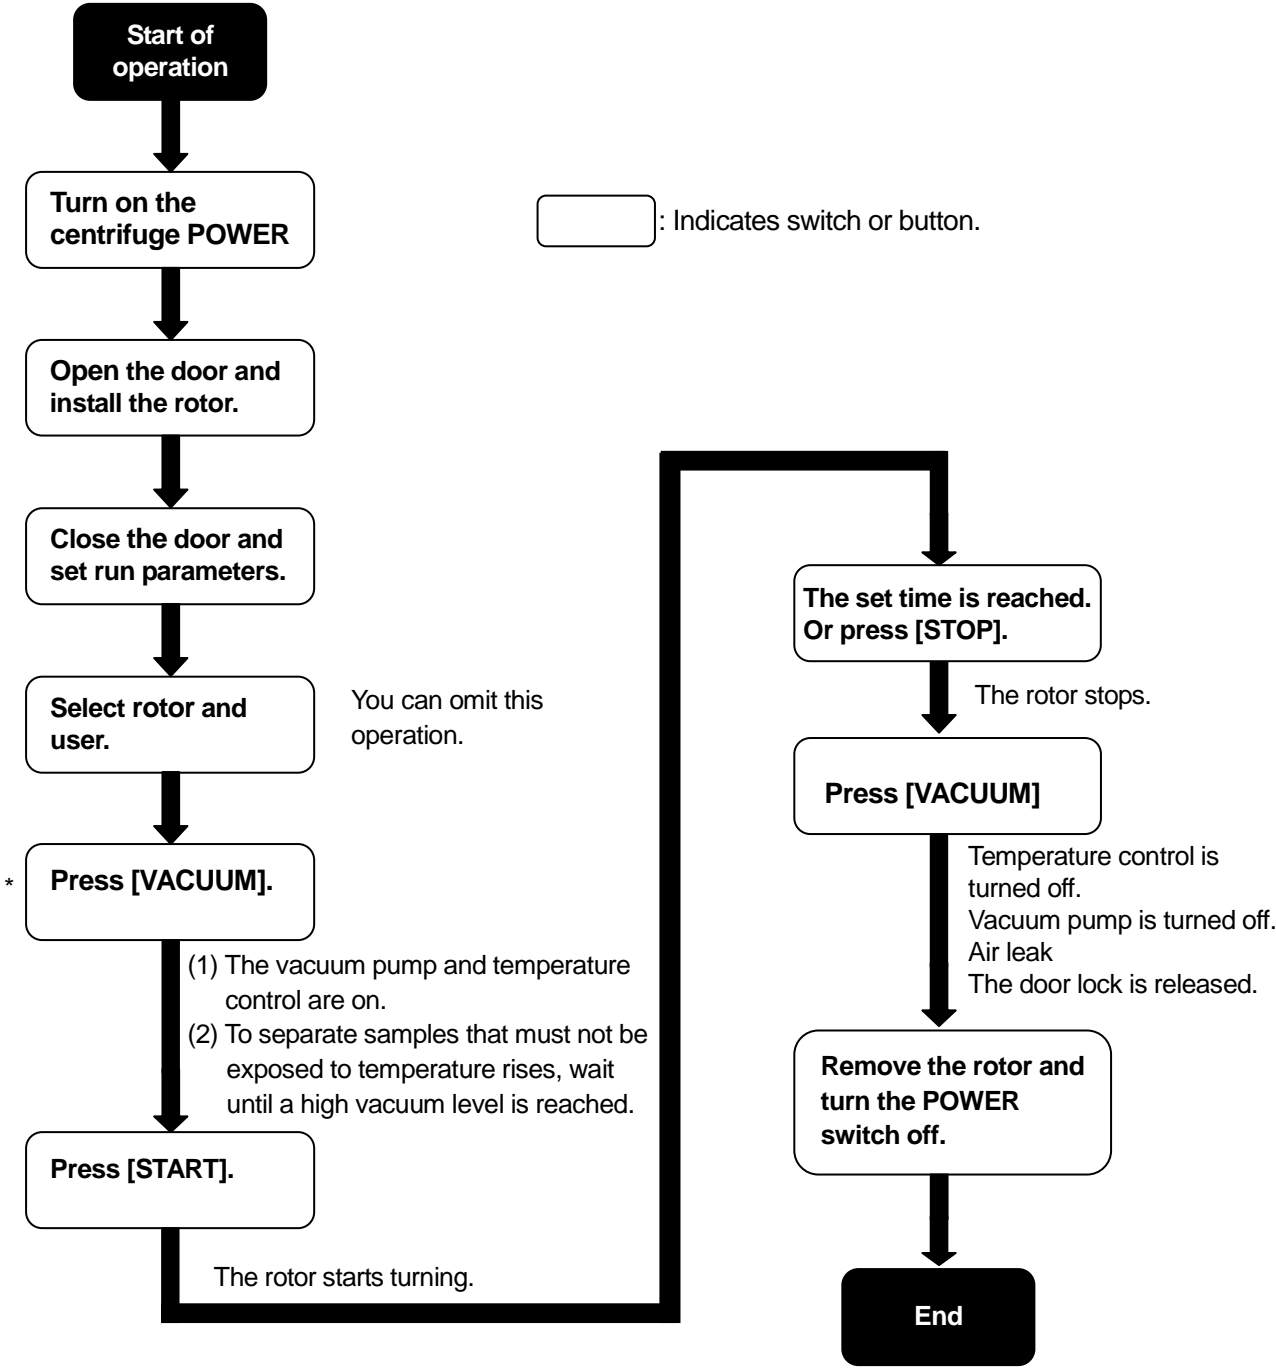 Start of
operation
Turn on the
centrifuge POWER
: Indicates switch or button.
Open the door and
install the rotor.
Close the door and
set run parameters.
Select rotor and
user.
You can omit this
operation.
*
Press [VACUUM].
(1) The vacuum pump and temperature
control are on.
(2) To separate samples that must not be
exposed to temperature rises, wait
until a high vacuum level is reached.
Press [START].
The rotor starts turning.
The set time is reached.
Or press [STOP].
The rotor stops.
Press [VACUUM]
Temperature control is
turned off.
Vacuum pump is turned off.
Air leak
The door lock is released.
Remove the rotor and
turn the POWER
switch off.
End